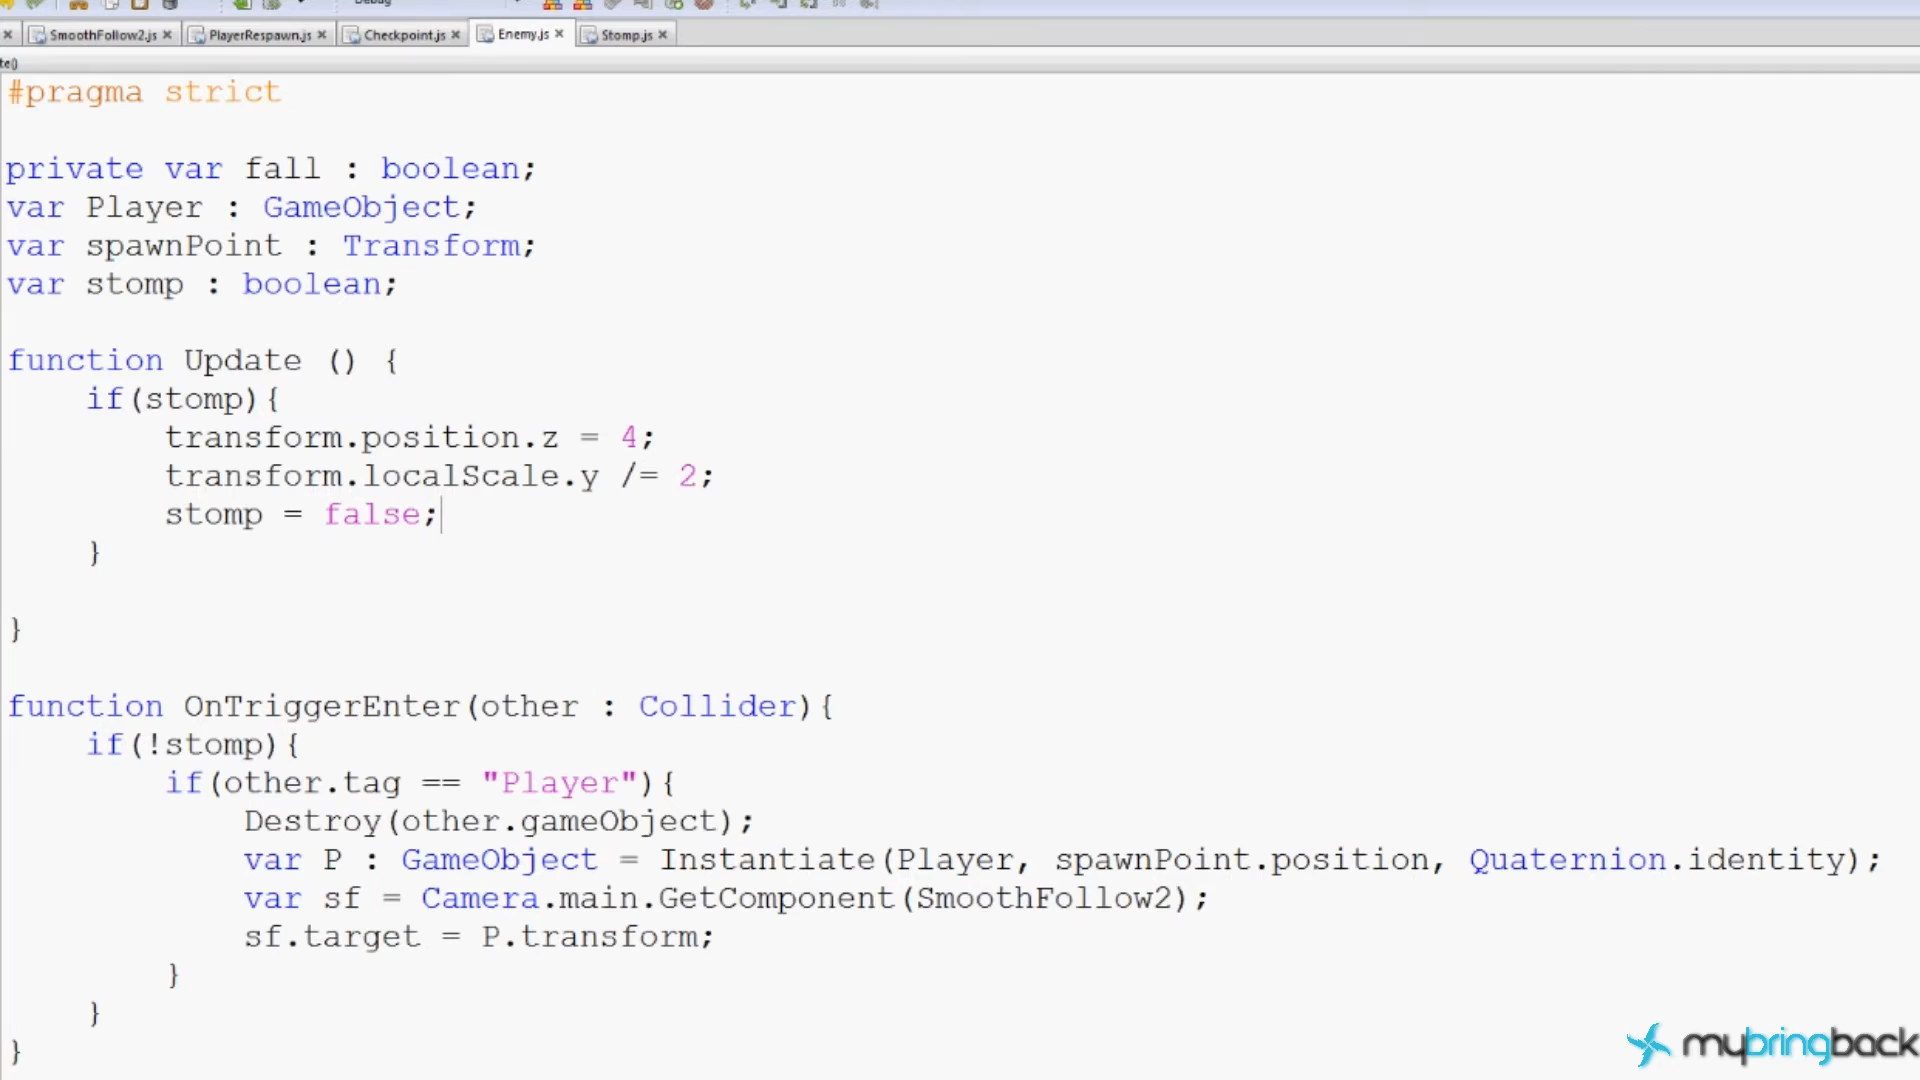 Debug
SmoothFollow2.js PlayerRespawn.js Checkpoint.js Enemy.js Stomp.js
te()
#pragma strict
private var fall : boolean;
var Player : GameObject;
var spawnPoint : Transform;
var stomp : boolean;
function Update () {
if(stomp){
transform.position.z = 4;
transform.localScale.y /= 2;
stomp = false;
}
}
function OnTriggerEnter(other : Collider){
if(!stomp){
if(other.tag == "Player"){
Destroy(other.gameObject);
var P : GameObject = Instantiate(Player, spawnPoint.position, Quaternion.identity);
var sf = Camera.main.GetComponent(SmoothFollow2);
sf.target = P.transform;
}
}
}
mybringback